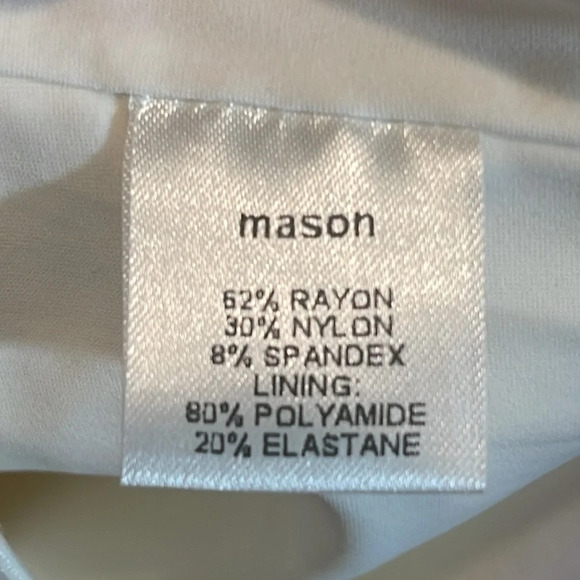 mason
62% RAYON
30% NYLON
8% SPANDEX
LINING:
80% POLYAMIDE
20% ELASTANE